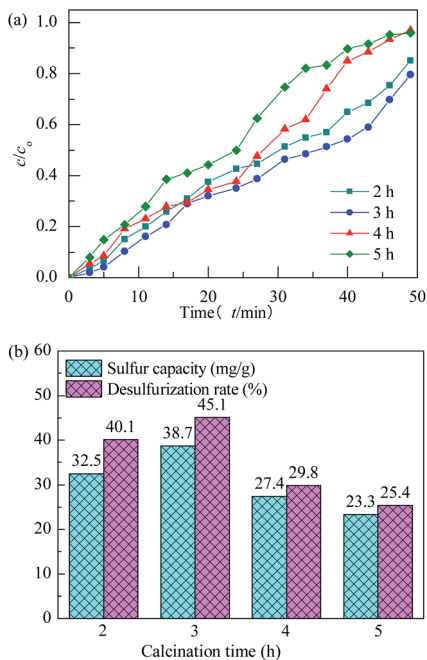 (a)
c/c₀
1.0
0.8
0.6
0.4
0.2
0.0
2 h
3 h
4 h
5 h
0 10 20 30 40 50
Time( t/min)
(b)
60
50
40
30
20
10
0
Sulfur capacity (mg/g)
Desulfurization rate (%)
32.5 40.1 38.7 45.1 27.4 29.8 23.3 25.4
2 3 4 5
Calcination time (h)